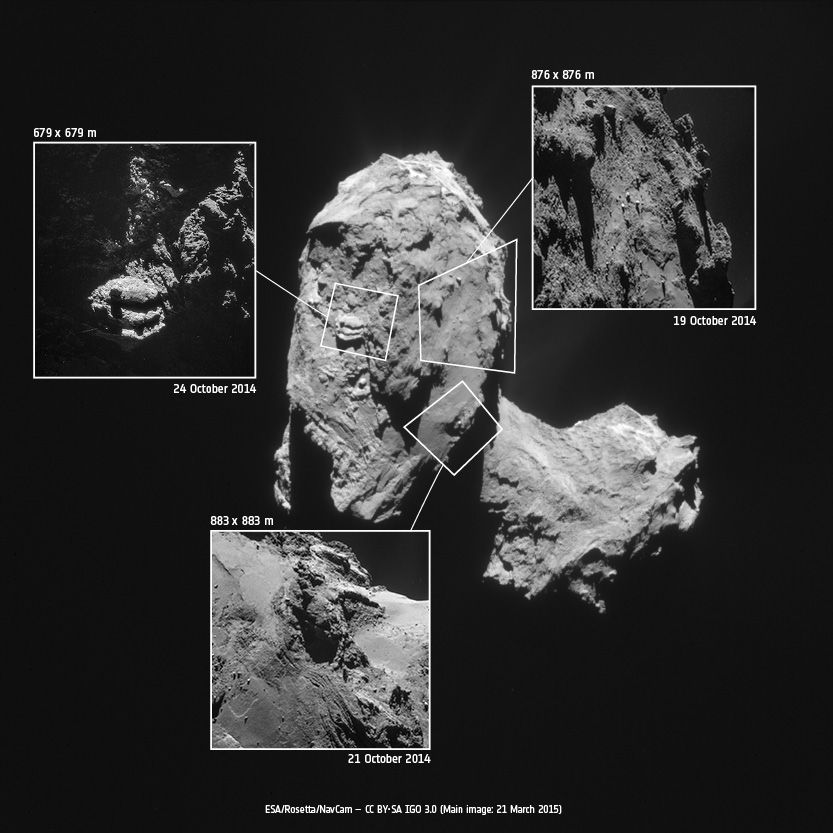 876 x 876 m
679 x 679 m
19 October 2014
24 October 2014
883 x 883 m
21 October 2014
ESA/Rosetta/NavCam – CC BY-SA IGO 3.0 (Main image: 21 March 2015)